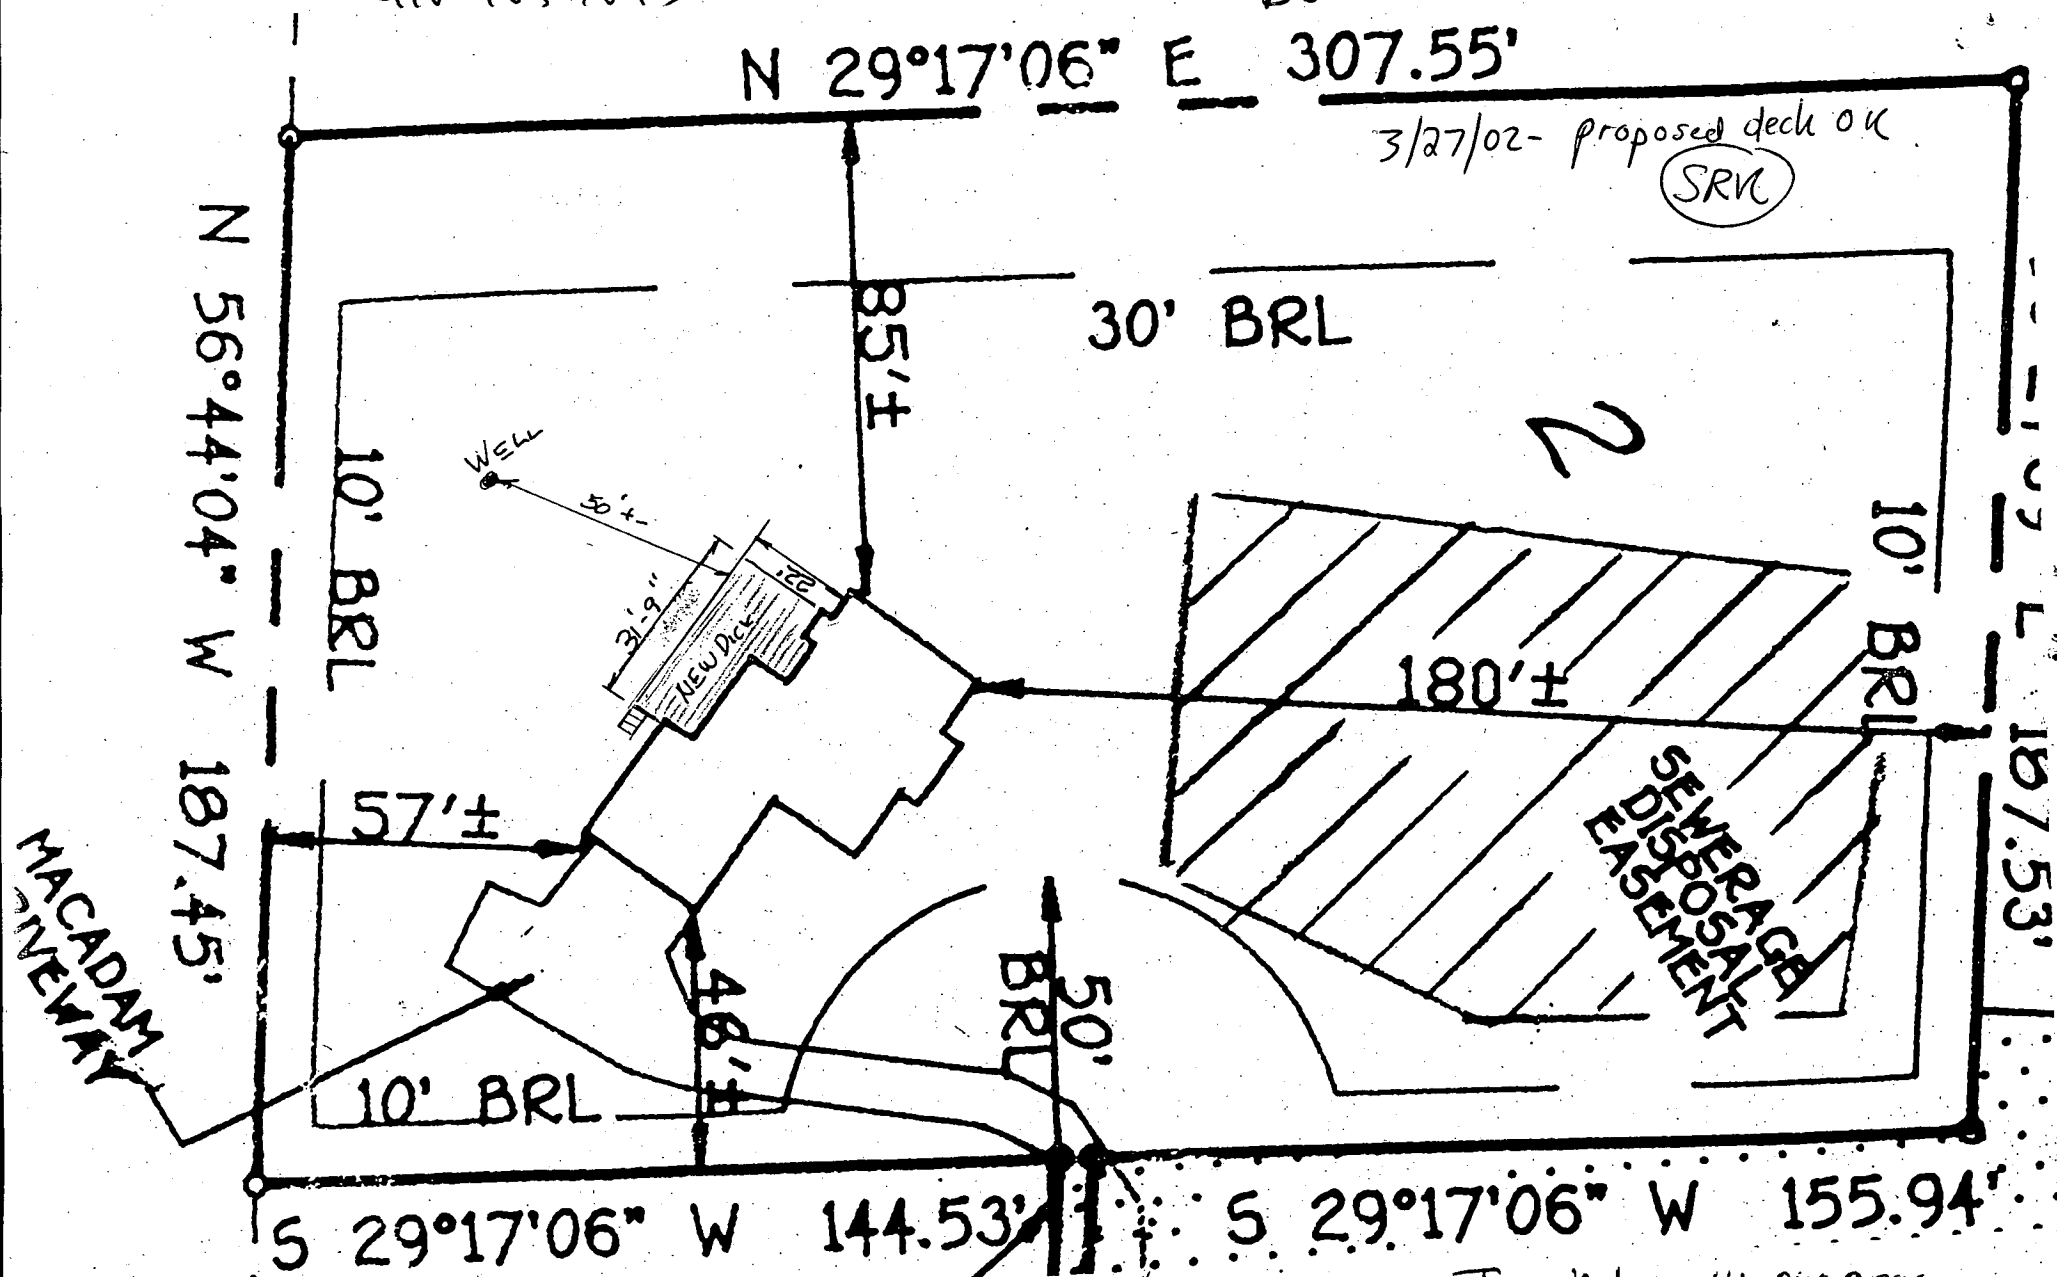 N 29°17'06" E 307.55'
3/27/02- proposed deck OK
SRK
30' BRL
85'±
2
N 56°44'04" W 187.45'
10' BRL
WELL
50'+-
22'
31'-9"
NEW DICK
10' BRL
180'±
187.53'
57'±
SEWERAGE
DISPOSAL
EASEMENT
MACADAM
50'
BRL
46'±
10' BRL
S 29°17'06" W 144.53'
S 29°17'06" W 155.94'